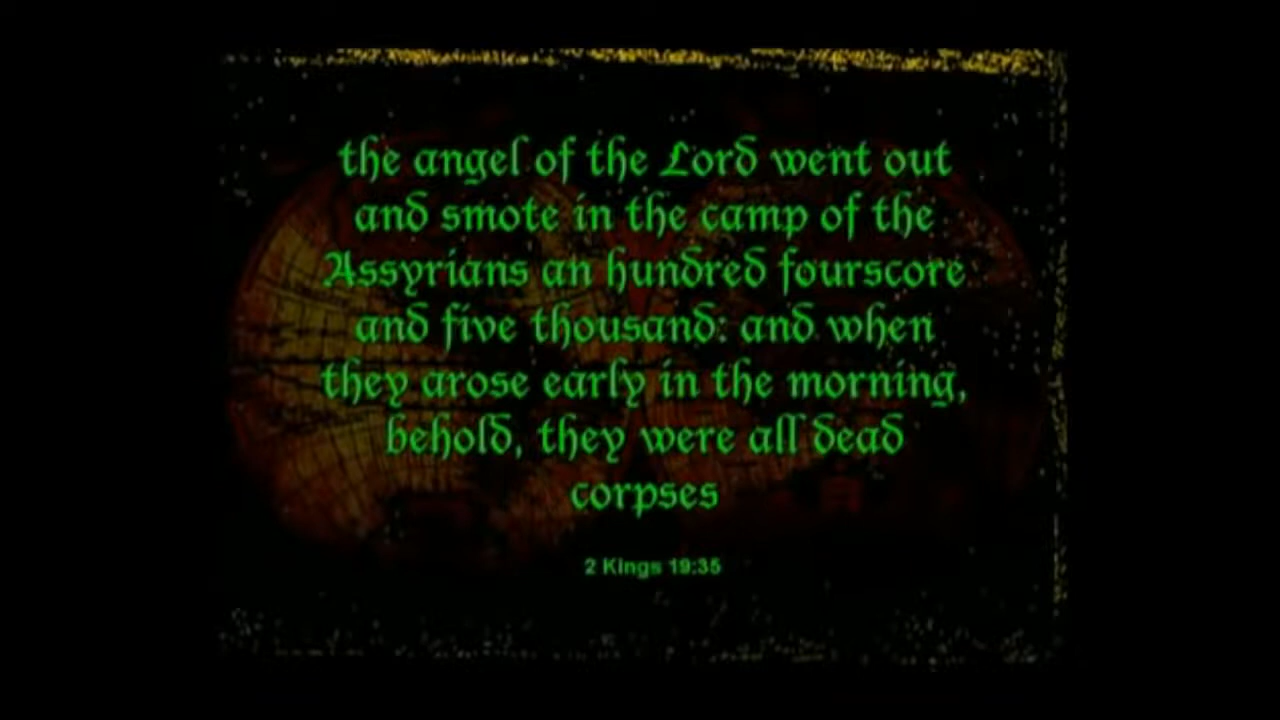 the angel of the Lord went out
and smote in the camp of the
Assyrians an hundred fourscore
and five thousand: and when
they arose early in the morning,
behold, they were all dead
corpses
2 Kings 19:35